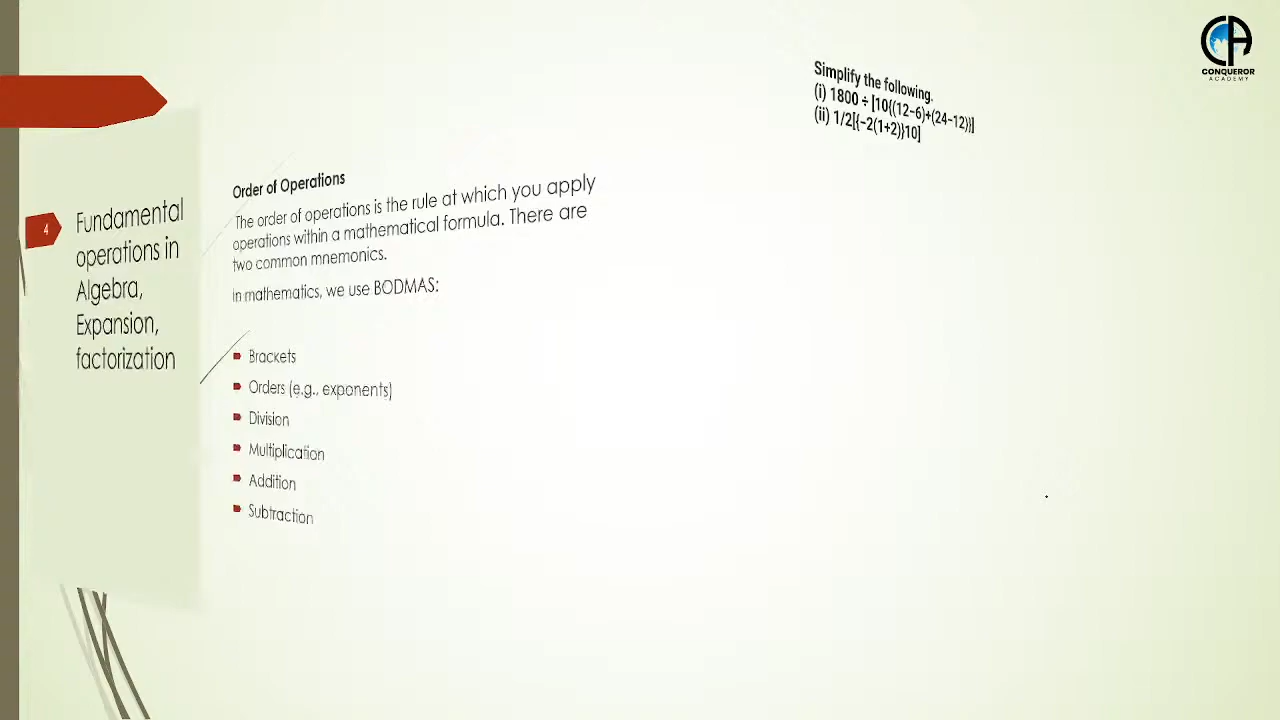 CONQUEROR
ACADEMY
Simplify the following.
(i) 1800 ÷ [10{(12−6)+(24−12)}]
(ii) 1/2[{−2(1+2)}10]
4
Fundamental
operations in
Algebra,
Expansion,
factorization
Order of Operations
The order of operations is the rule at which you apply
operations within a mathematical formula. There are
two common mnemonics.
In mathematics, we use BODMAS:
Brackets
Orders (e.g., exponents)
Division
Multiplication
Addition
Subtraction